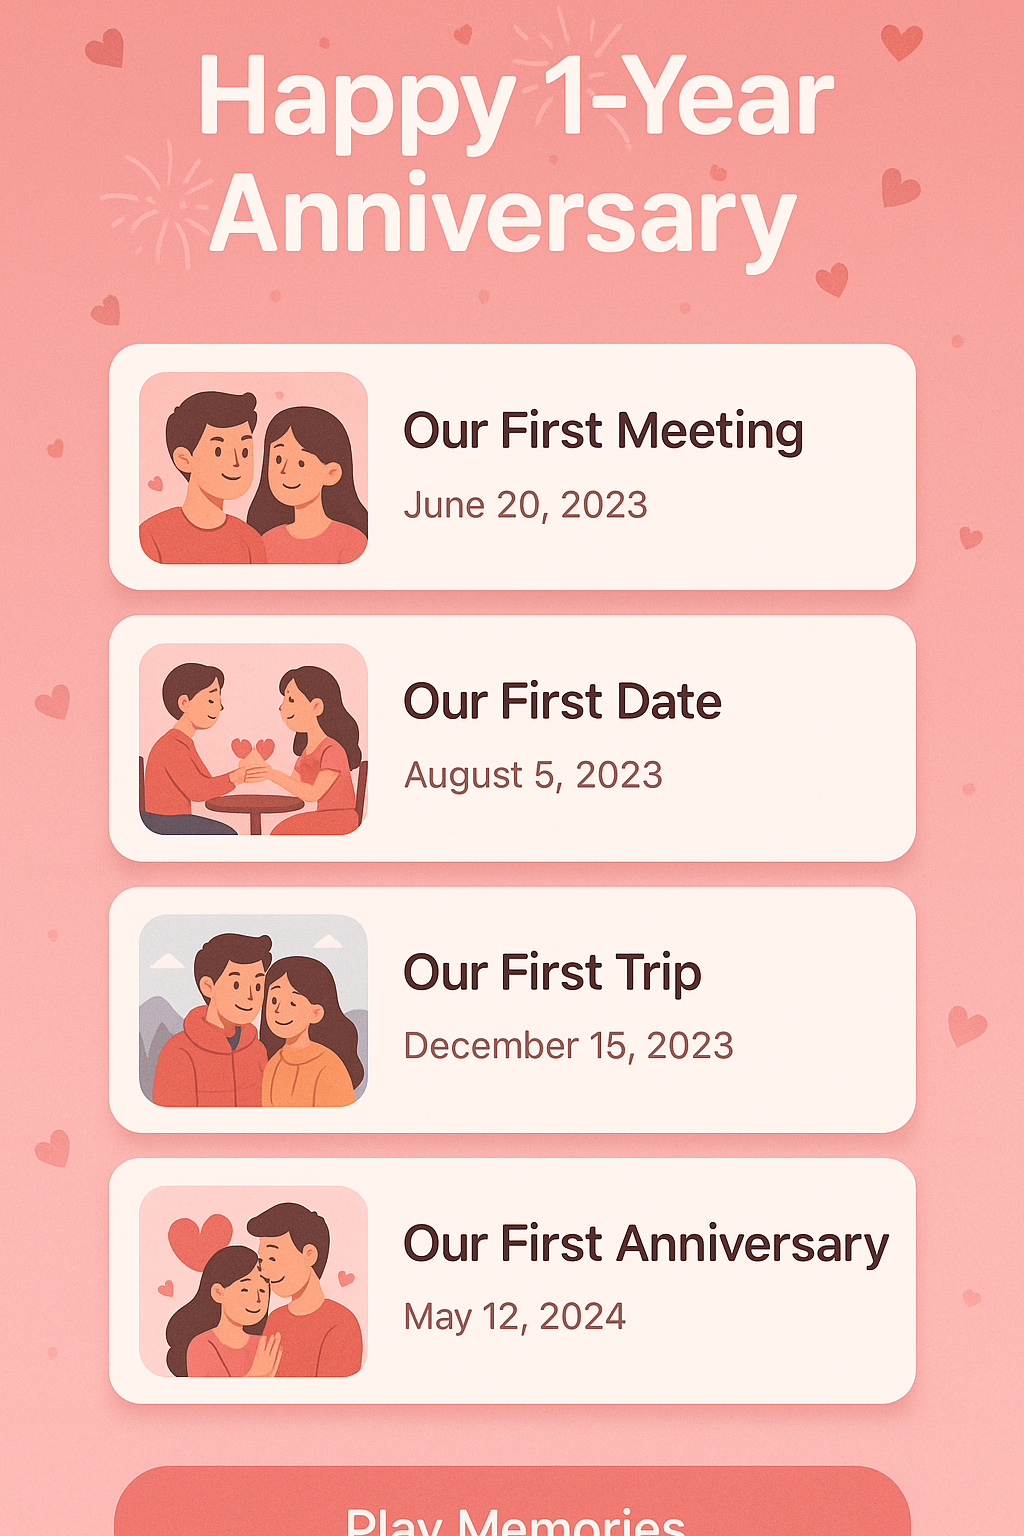 Happy 1-Year
Anniversary
Our First Meeting
June 20, 2023
Our First Date
August 5, 2023
Our First Trip
December 15, 2023
Our First Anniversary
May 12, 2024
Play Memories